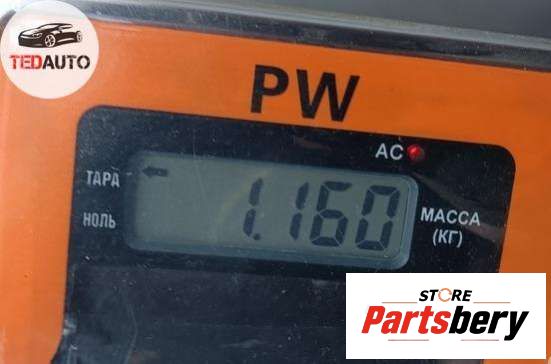 TEDAUTO
PW
AC
ТАРА
1.160
НОЛЬ
МАССА
(КГ)
STORE
Partsbery